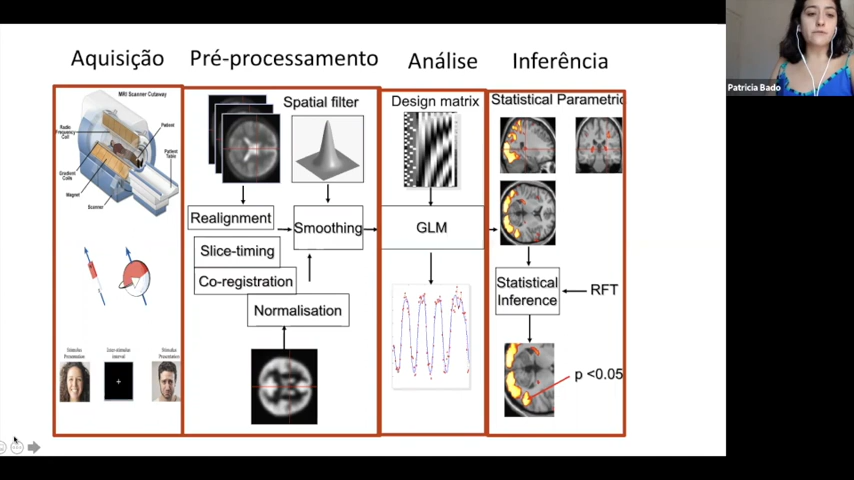 Aquisição
Pré-processamento
Análise
Inferência
Patricia Bado
MRI Scanner Cutaway
Radio
Frequency
Coil
Patient
Patient
Table
Gradient
Coils
Magnet
Scanner
Spatial filter
Realignment
Slice-timing
Co-registration
Normalisation
Smoothing
Design matrix
GLM
Statistical Parametric
Statistical
Inference
RFT
p <0.05
Stimulus
Presentation
Inter-stimulus
interval
Stimulus
Presentation